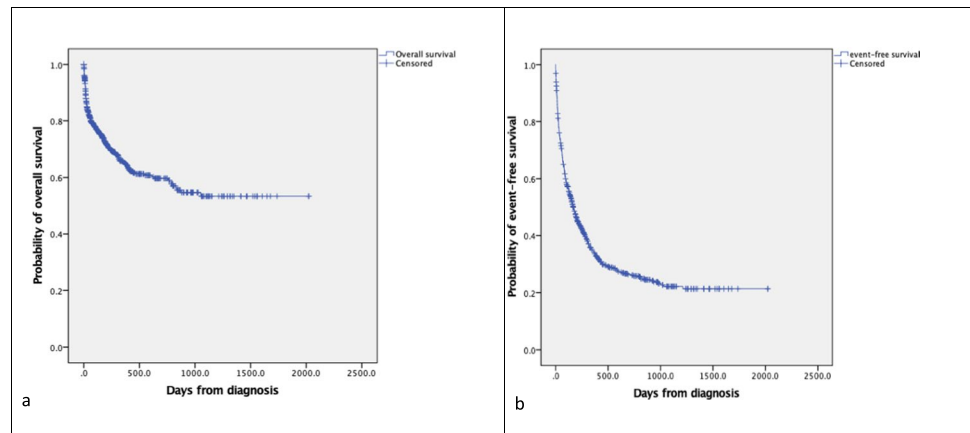 Overall survival
Censored
1.0
0.8
0.6
0.4
0.2
0.0
Probability of overall survival
.0 500.0 1000.0 1500.0 2000.0 2500.0
Days from diagnosis
a
event-free survival
Censored
1.0
0.8
0.6
0.4
0.2
0.0
Probability of event-free survival
.0 500.0 1000.0 1500.0 2000.0 2500.0
Days from diagnosis
b